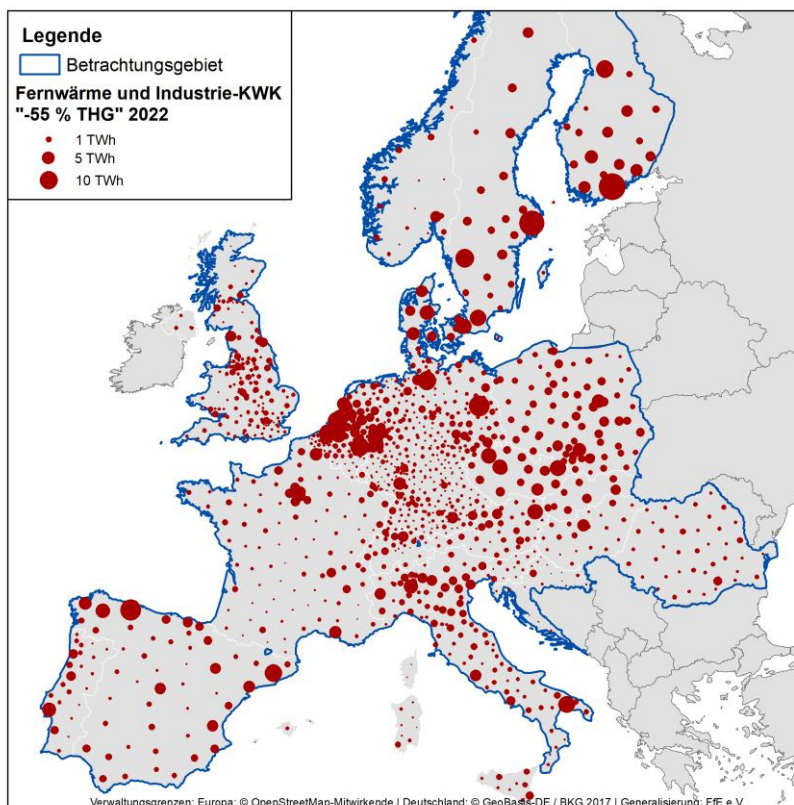 Legende
Betrachtungsgebiet
Fernwärme und Industrie-KWK
"-55 % THG" 2022
1 TWh
5 TWh
10 TWh
Verwaltungsgrenzen: Europa: © OpenStreetMap-Mitwirkende | Deutschland: © GeoBasis-DE / BKG 2017 | Generalisierung: FfE e.V.